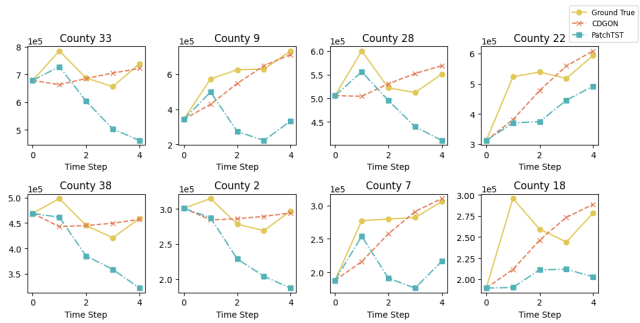 Ground True
CDGON
PatchTST
County 33
County 9
County 28
County 22
1e5
8
7
6
5
0 2 4
Time Step
1e5
6
4
2
0 2 4
Time Step
1e5
6.0
5.5
5.0
4.5
0 2 4
Time Step
1e5
6
5
4
3
0 2 4
Time Step
County 38
County 2
County 7
County 18
1e5
5.0
4.5
4.0
3.5
0 2 4
Time Step
1e5
3.0
2.5
2.0
0 2 4
Time Step
1e5
3.0
2.5
2.0
0 2 4
Time Step
1e5
3.00
2.75
2.50
2.25
2.00
0 2 4
Time Step